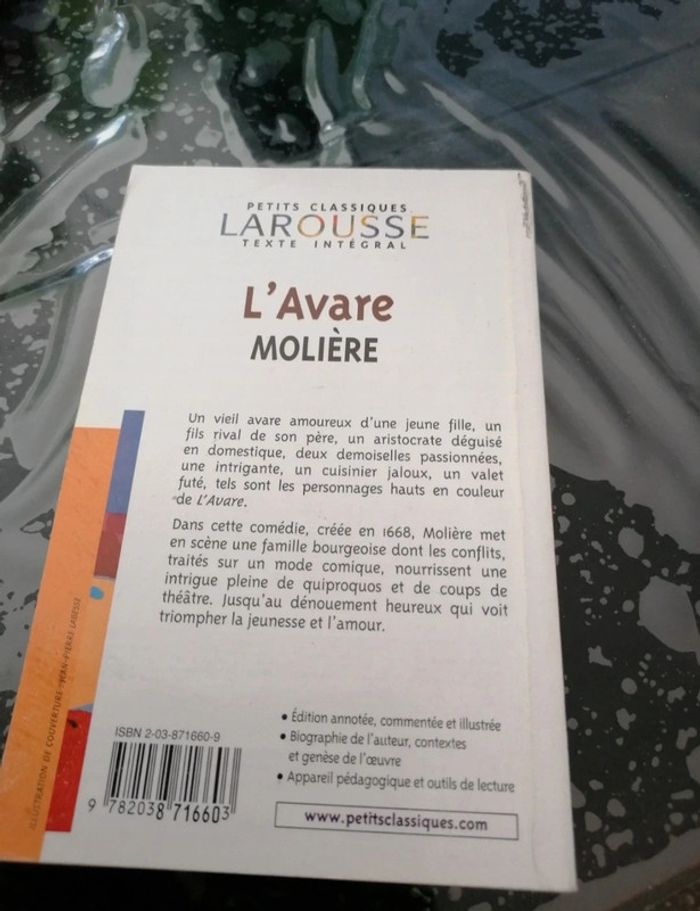 PETITS CLASSIQUES
LAROUSSE
TEXTE INTÉGRAL
L'Avare
MOLIÈRE
Un vieil avare amoureux d'une jeune fille, un
fils rival de son père, un aristocrate déguisé
en domestique, deux demoiselles passionnées,
une intrigante, un cuisinier jaloux, un valet
futé, tels sont les personnages hauts en couleur
de L'Avare.
Dans cette comédie, créée en 1668, Molière met
en scène une famille bourgeoise dont les conflits,
traités sur un mode comique, nourrissent une
intrigue pleine de quiproquos et de coups de
théâtre. Jusqu'au dénouement heureux qui voit
triompher la jeunesse et l'amour.
ILLUSTRATION DE COUVERTURE : JEAN-PIERRE LABESSE
ISBN 2-03-871660-9
9 782038 716603
• Édition annotée, commentée et illustrée
• Biographie de l'auteur, contextes
et genèse de l'œuvre
• Appareil pédagogique et outils de lecture
www.petitsclassiques.com